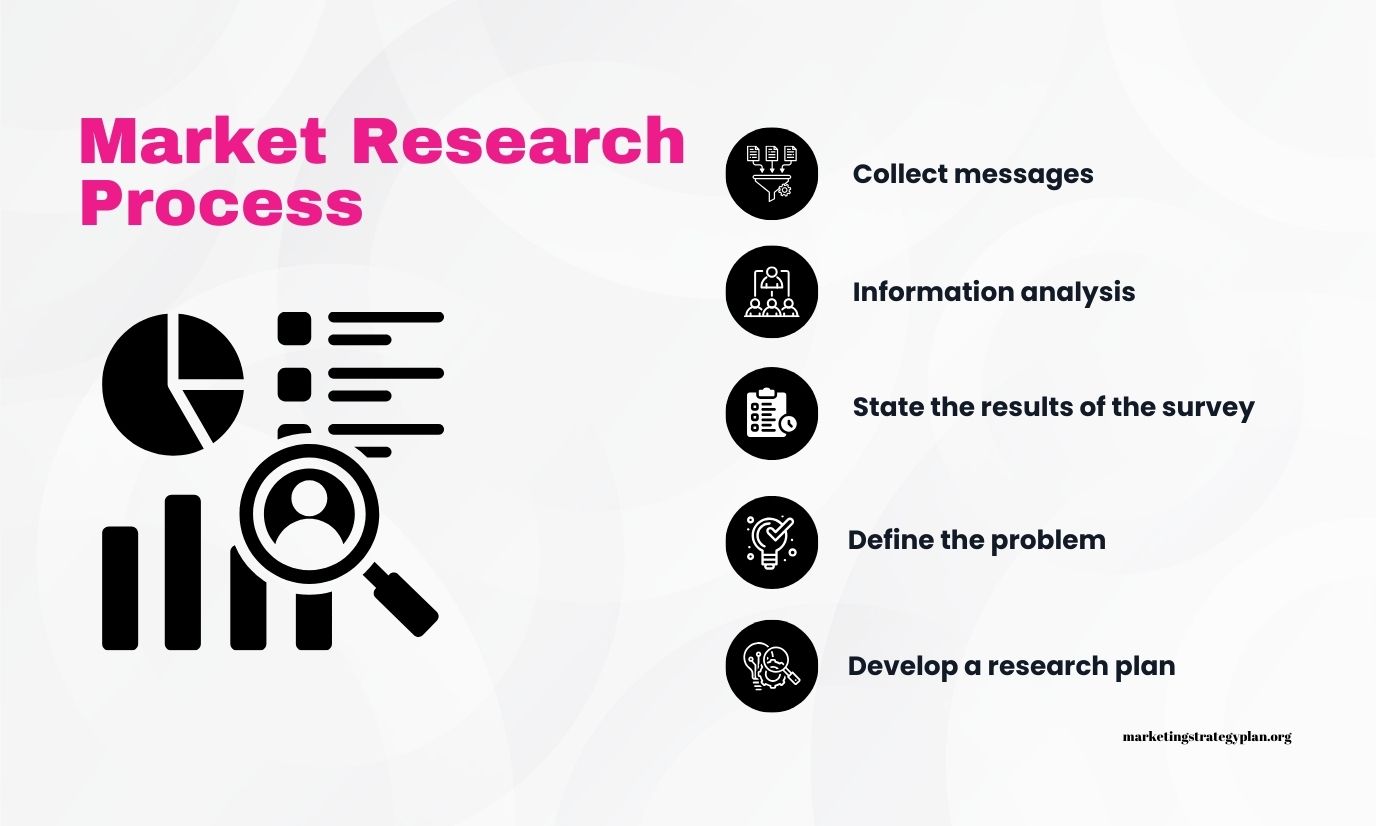 Market Research
Process
Collect messages
Information analysis
State the results of the survey
Define the problem
Develop a research plan
marketingstrategyplan.org